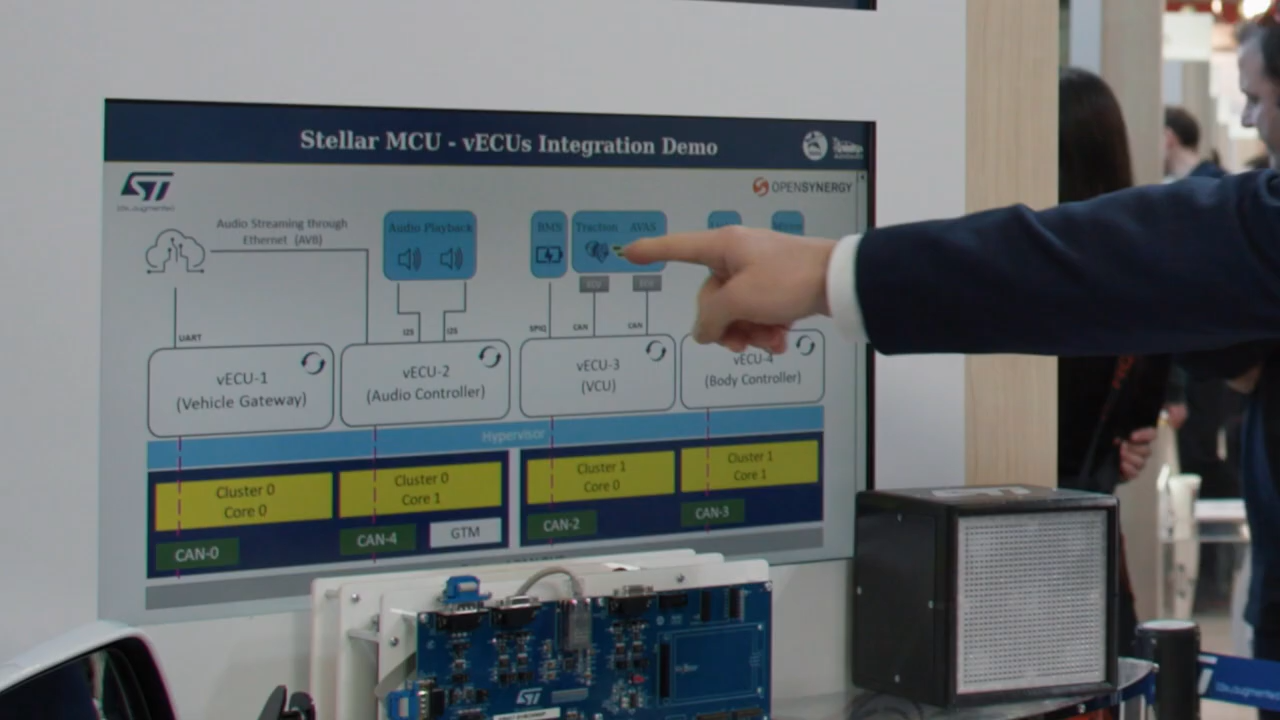 Stellar MCU - vECUs Integration Demo
ST
OPENSYNERGY
Audio Streaming through
Ethernet (AVB)
Audio Playback
BMS
Traction AVAS
UART
I2S
I2S
SPIQ
CAN
CAN
vECU-1
(Vehicle Gateway)
vECU-2
(Audio Controller)
vECU-3
(VCU)
vECU-4
(Body Controller)
Hypervisor
Cluster 0
Core 0
Cluster 0
Core 1
Cluster 1
Core 0
Cluster 1
Core 1
CAN-0
CAN-4
GTM
CAN-2
CAN-3
ST